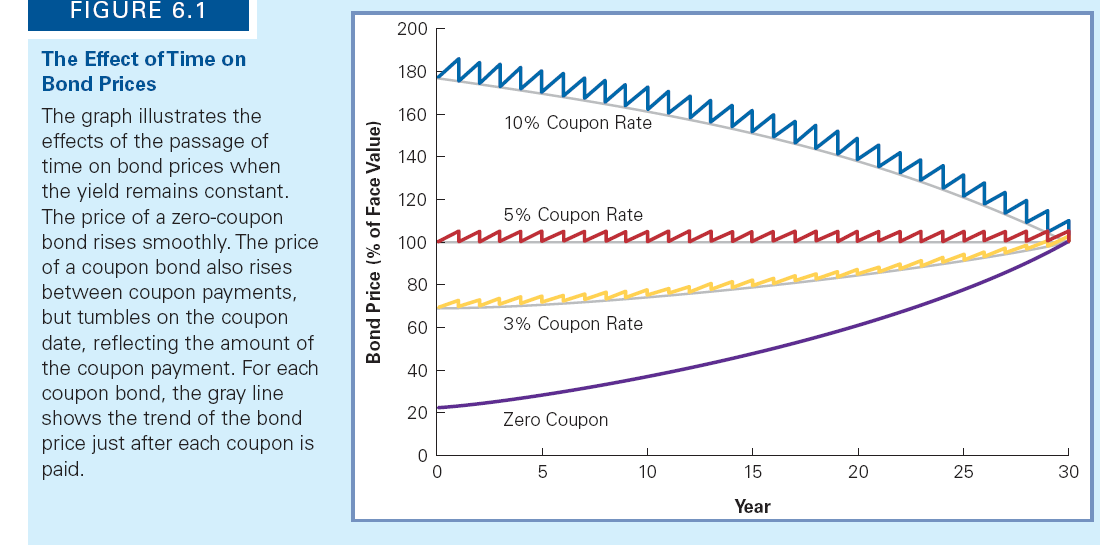 FIGURE 6.1
The Effect of Time on
Bond Prices
The graph illustrates the
effects of the passage of
time on bond prices when
the yield remains constant.
The price of a zero-coupon
bond rises smoothly. The price
of a coupon bond also rises
between coupon payments,
but tumbles on the coupon
date, reflecting the amount of
the coupon payment. For each
coupon bond, the gray line
shows the trend of the bond
price just after each coupon is
paid.
Bond Price (% of Face Value)
200
180
160
140
120
100
80
60
40
20
0
10% Coupon Rate
5% Coupon Rate
3% Coupon Rate
Zero Coupon
0 5 10 15 20 25 30
Year